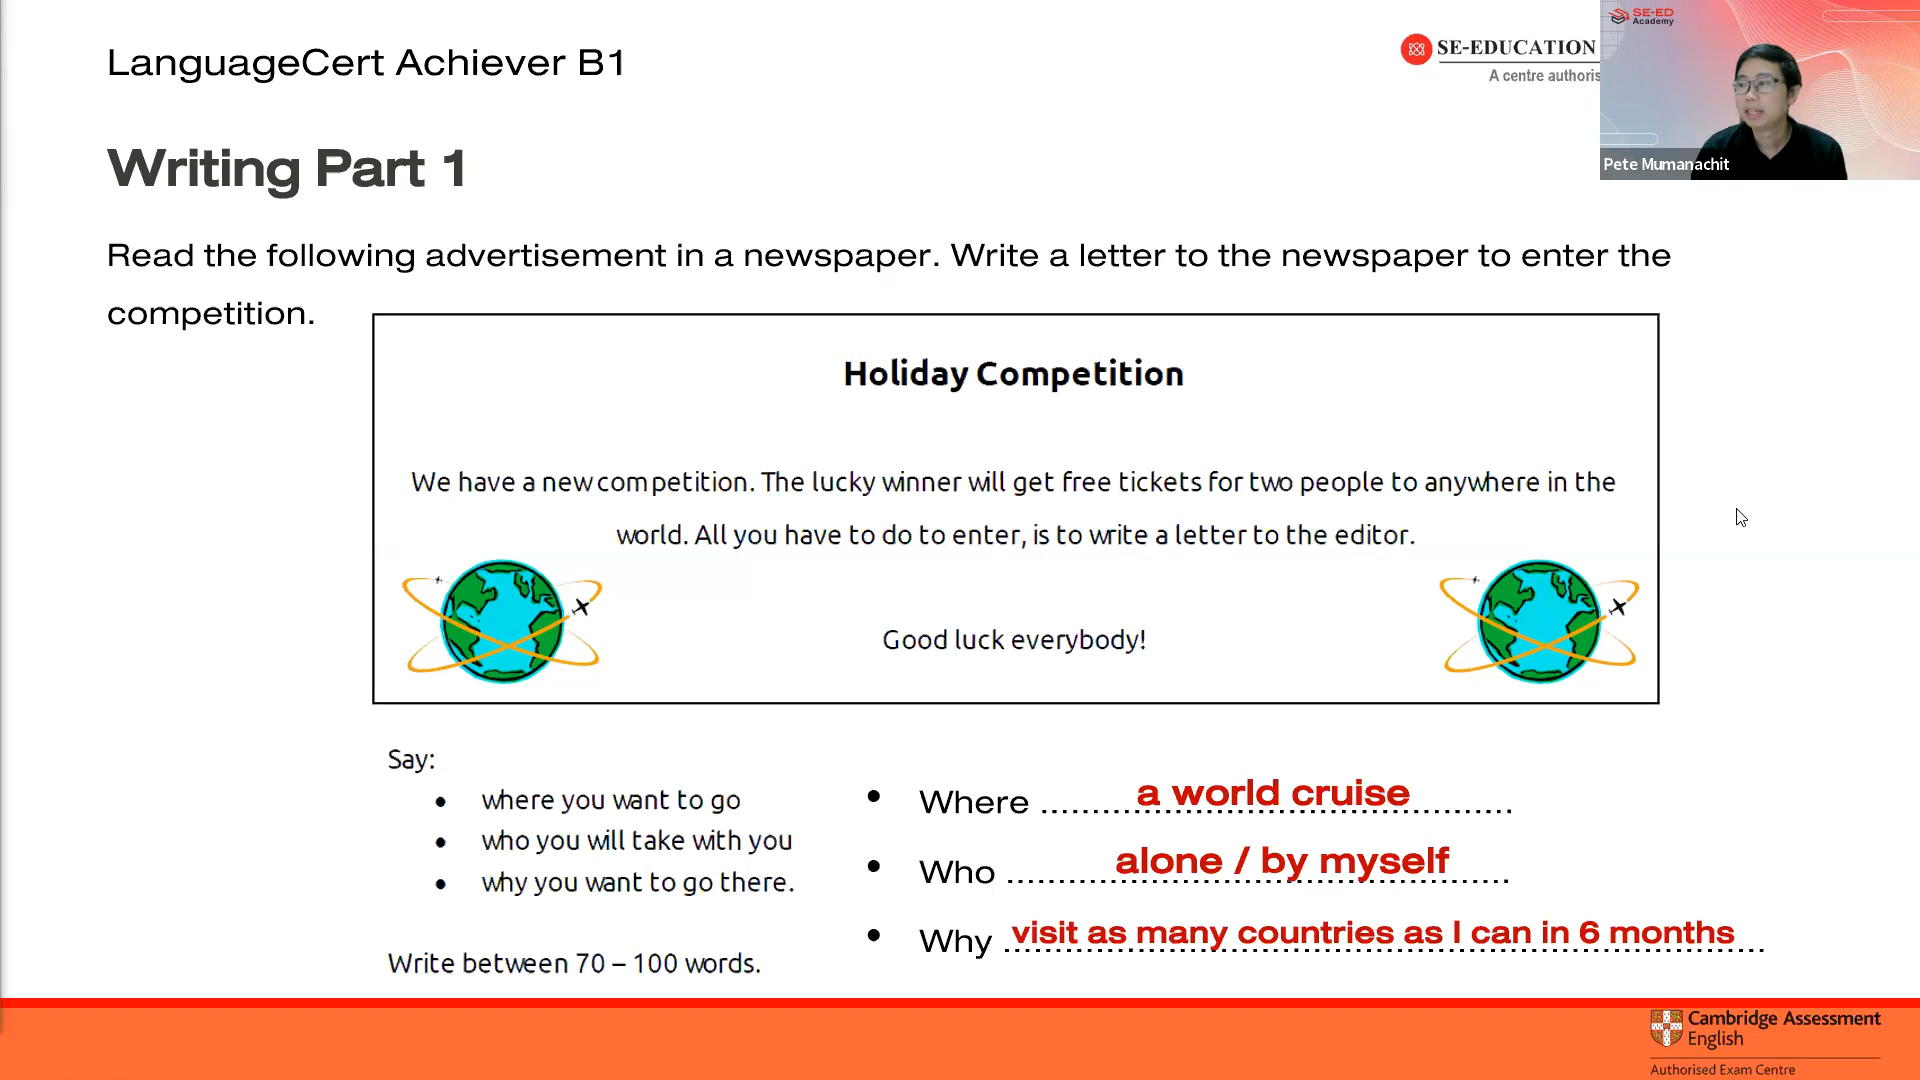 LanguageCert Achiever B1
SE-EDUCATION
A centre authoris
SE-ED
Academy
Pete Mumanachit
Writing Part 1
Read the following advertisement in a newspaper. Write a letter to the newspaper to enter the
competition.
Holiday Competition
We have a new competition. The lucky winner will get free tickets for two people to anywhere in the
world. All you have to do to enter, is to write a letter to the editor.
Good luck everybody!
Say:
• where you want to go
• who you will take with you
• why you want to go there.
Write between 70 – 100 words.
• Where a world cruise
• Who alone / by myself
• Why visit as many countries as I can in 6 months
Cambridge Assessment
English
Authorised Exam Centre